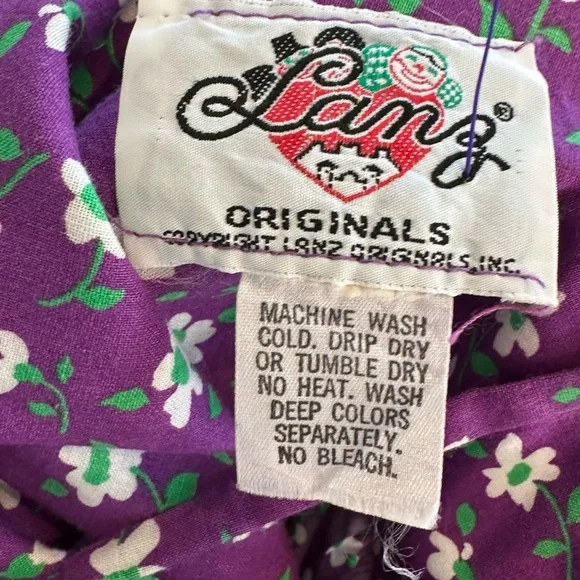 Lanz®
ORIGINALS
COPYRIGHT LANZ ORIGINALS, INC.
MACHINE WASH
COLD. DRIP DRY
OR TUMBLE DRY
NO HEAT. WASH
DEEP COLORS
SEPARATELY.
NO BLEACH.